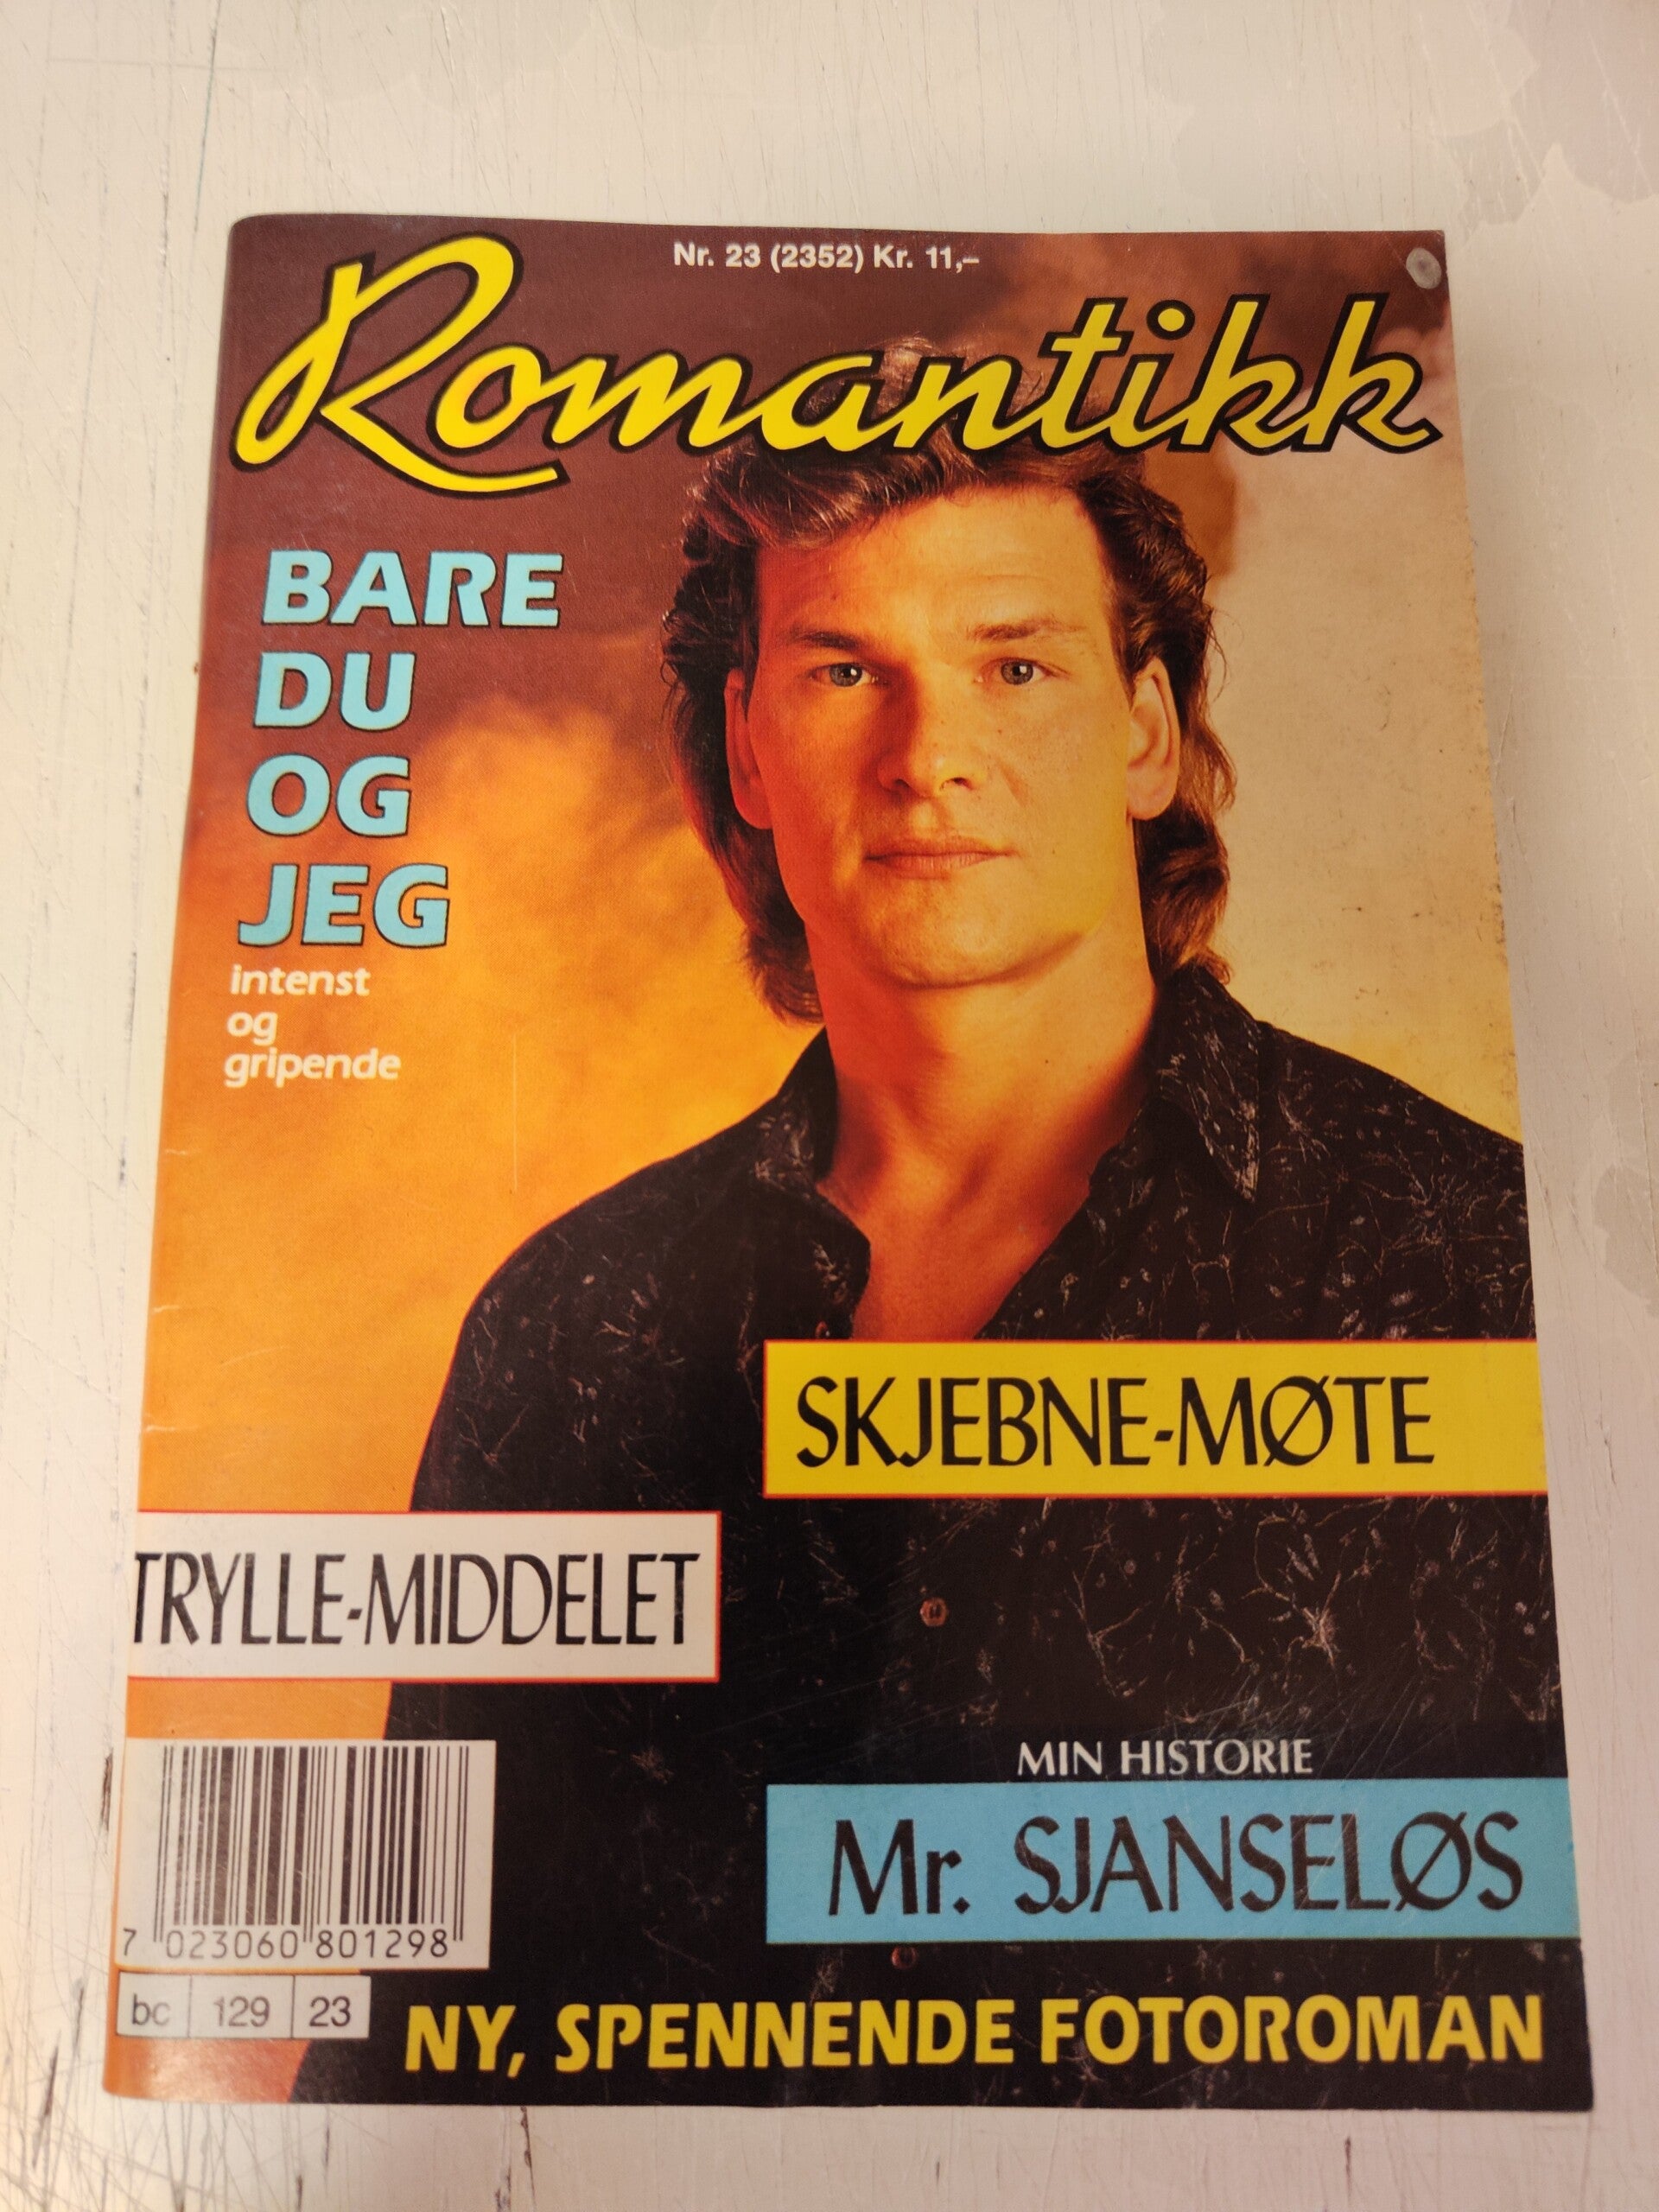 Nr. 23 (2352) Kr. 11,–
Romantikk
BARE
DU
OG
JEG
intenst
og
gripende
SKJEBNE-MØTE
TRYLLE-MIDDELET
MIN HISTORIE
Mr. SJANSELØS
7 023060 801298
bc 129 23
NY, SPENNENDE FOTOROMAN